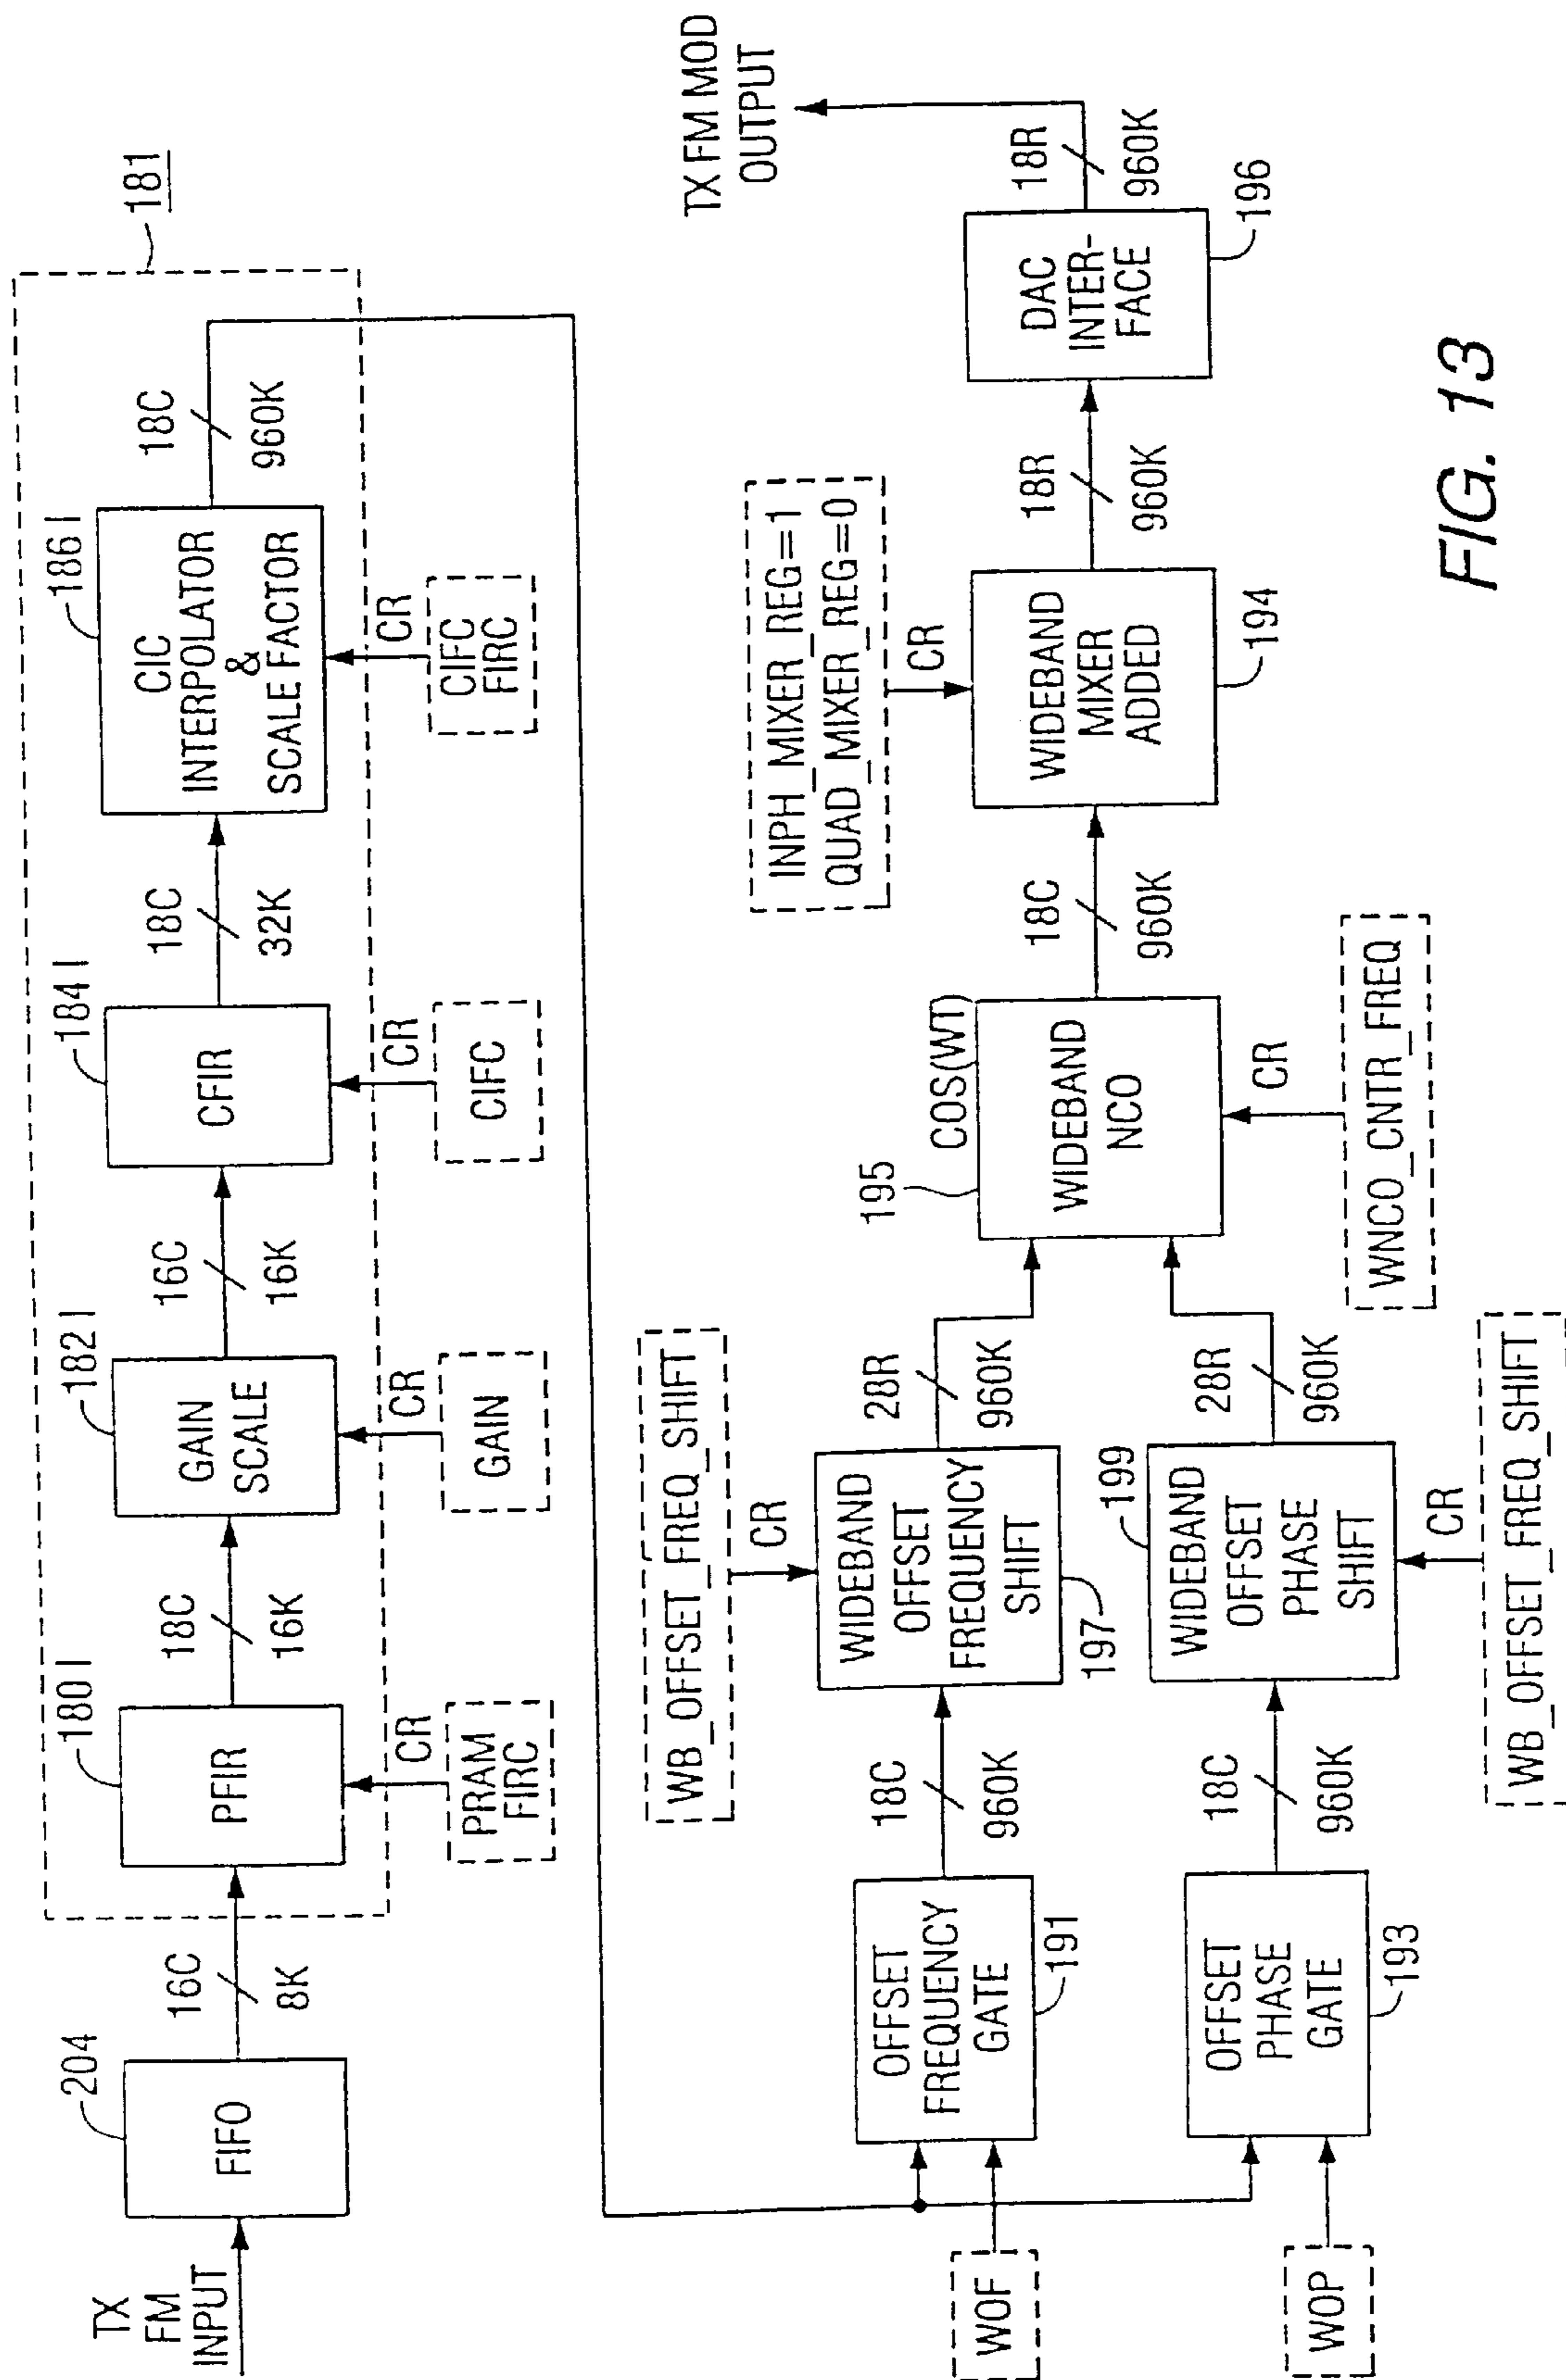 TX
FM
INPUT
FIFO
204
16C
8K
181
PFIR
180 I
CR
PRAM
FIRC
18C
16K
GAIN
SCALE
182 I
CR
GAIN
16C
16K
CFIR
184 I
CR
CIFC
18C
32K
CIC
INTERPOLATOR
&
SCALE FACTOR
186 I
CR
CIFC
FIRC
18C
960K
WOF
OFFSET
FREQUENCY
GATE
191
18C
960K
WB_OFFSET_FREQ_SHIFT
CR
WIDEBAND
OFFSET
FREQUENCY
SHIFT
197
28R
960K
WOP
OFFSET
PHASE
GATE
193
18C
960K
WIDEBAND
OFFSET
PHASE
SHIFT
199
CR
WB_OFFSET_FREQ_SHIFT
28R
960K
195
COS(WT)
WIDEBAND
NCO
CR
WNCO_CNTR_FREQ
18C
960K
INPH_MIXER_REG=1
QUAD_MIXER_REG=0
CR
WIDEBAND
MIXER
ADDED
194
18R
960K
DAC
INTER-
FACE
196
18R
960K
TX FM MOD
OUTPUT
FIG. 13